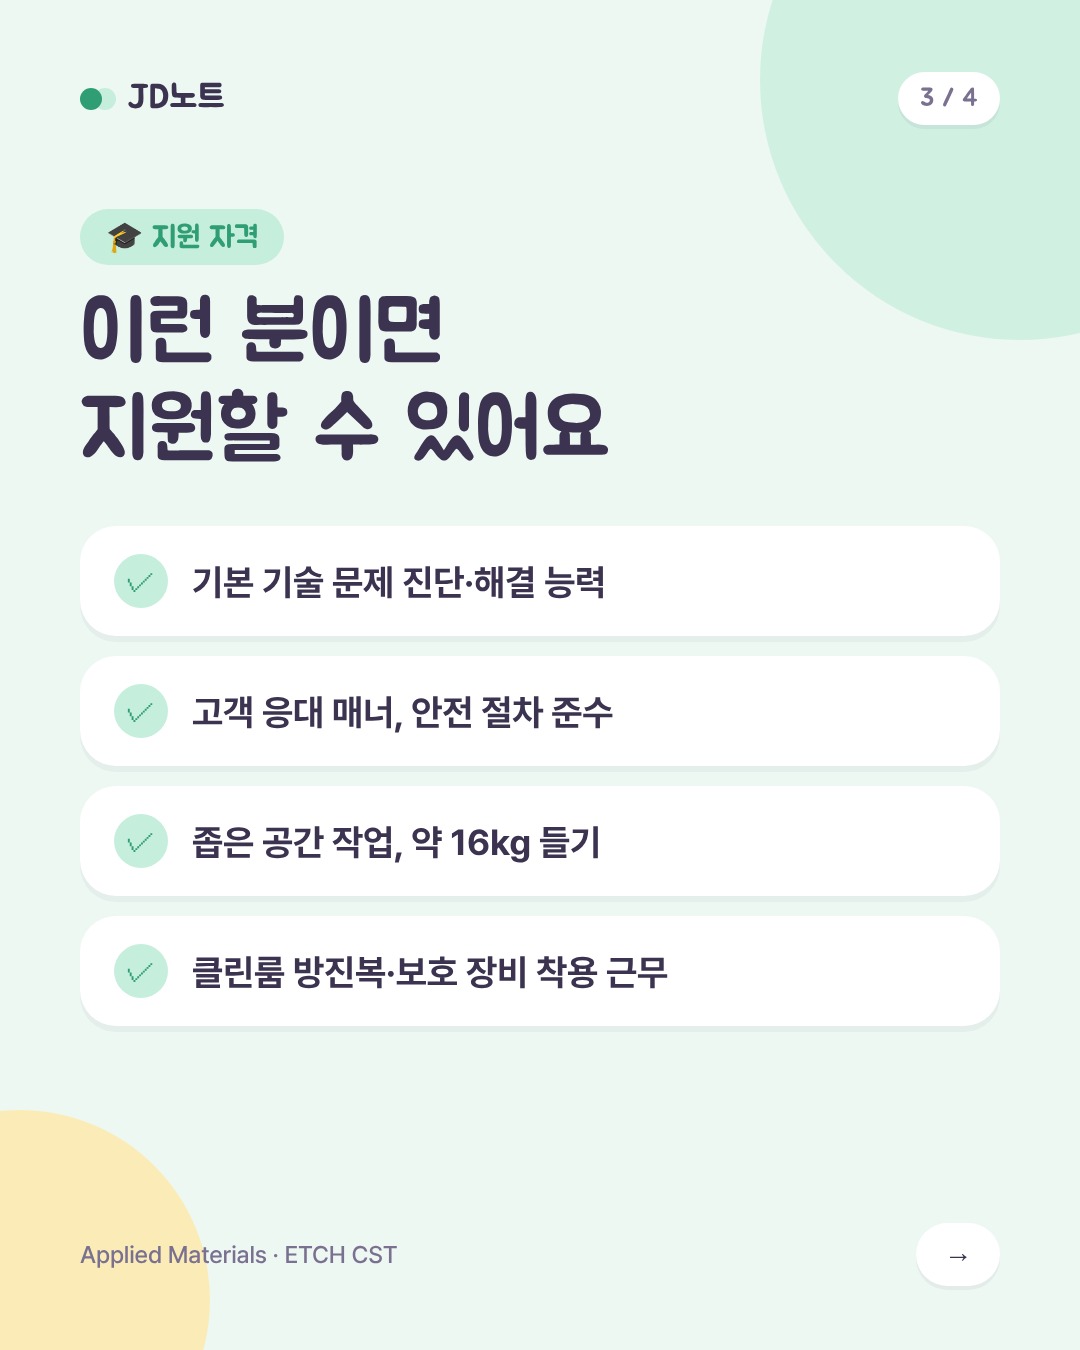 JD노트
3 / 4
🎓 지원 자격
이런 분이면
지원할 수 있어요
✓ 기본 기술 문제 진단·해결 능력
✓ 고객 응대 매너, 안전 절차 준수
✓ 좁은 공간 작업, 약 16kg 들기
✓ 클린룸 방진복·보호 장비 착용 근무
Applied Materials · ETCH CST
→